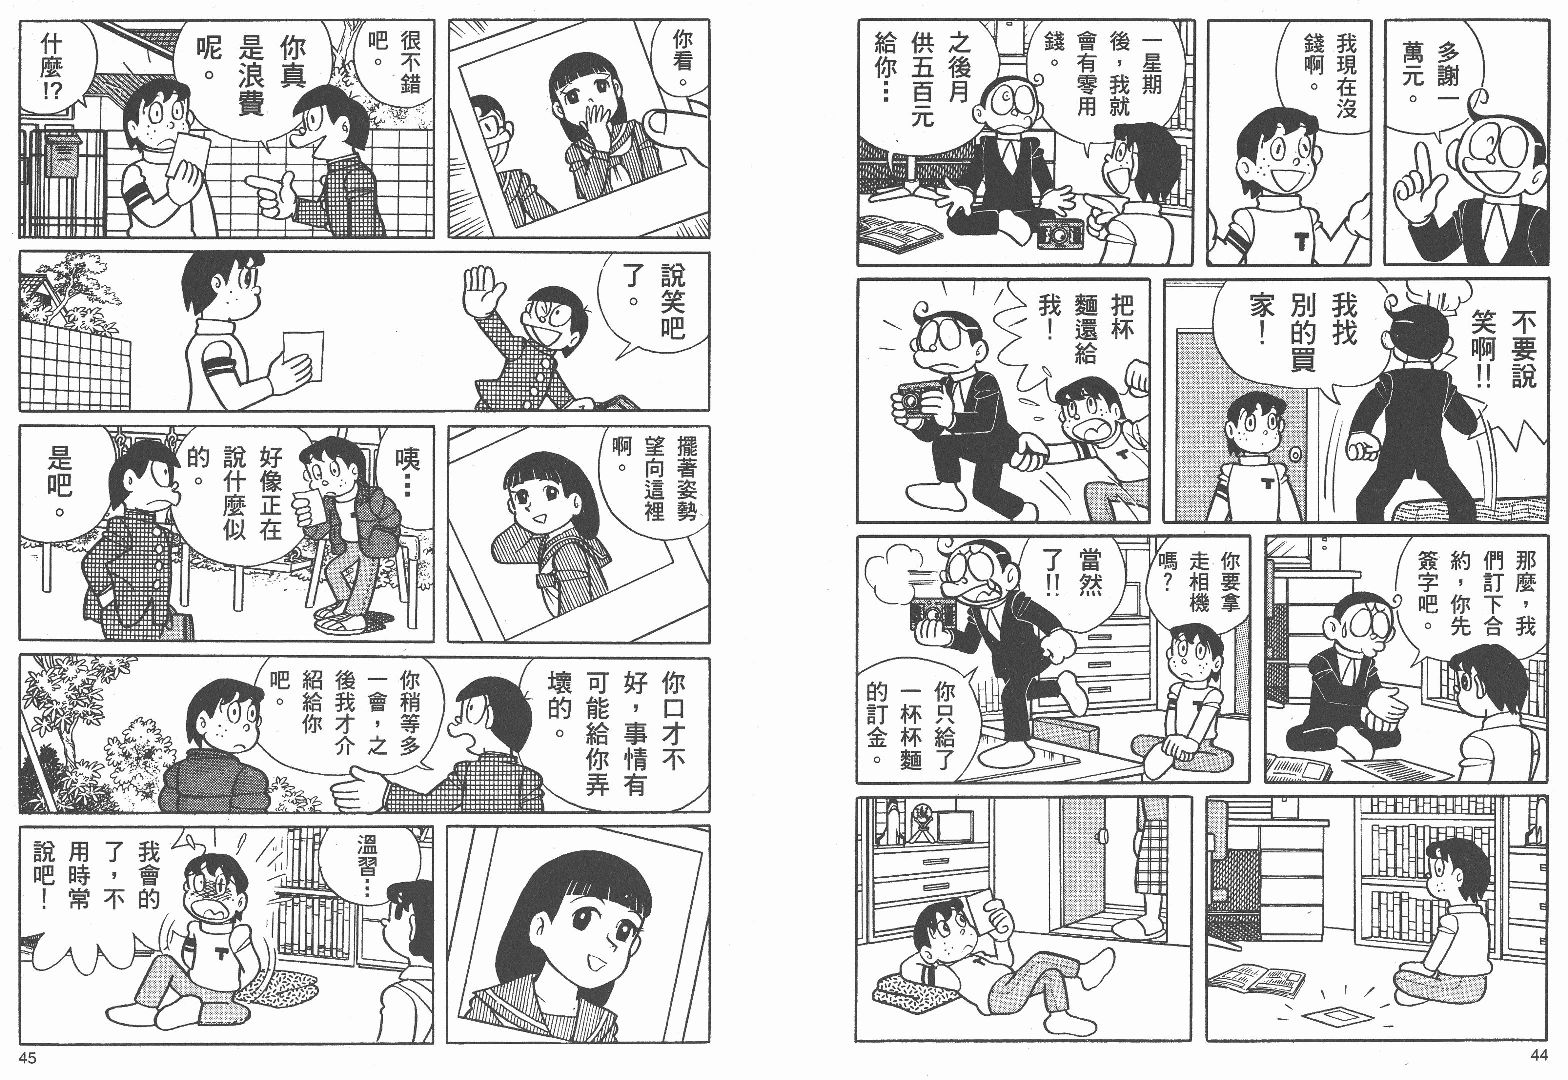 多謝一
萬元。
我現在沒
錢啊。
一星期
後，我就
會有零用
錢。
之後月
供五百元
給你…
不要說
笑啊!!
我找
別的買
家！
把杯
麵還給
我！
那麼，我
們訂下合
約，你先
簽字吧。
你要拿
走相機
嗎？
當然
了!!
你只給了
一杯杯麵
的訂金。
44
你看。
很不錯
吧。
你真
是浪費
呢。
什麼!?
說笑吧
了。
擺著姿勢
望向這裡
啊。
咦…
好像正在
說什麼似
的。
是吧。
你口才不
好，事情有
可能給你弄
壞的。
你稍等多
一會，之
後我才介
紹給你
吧。
溫習…
我會的
了，不
用時常
說吧！
45